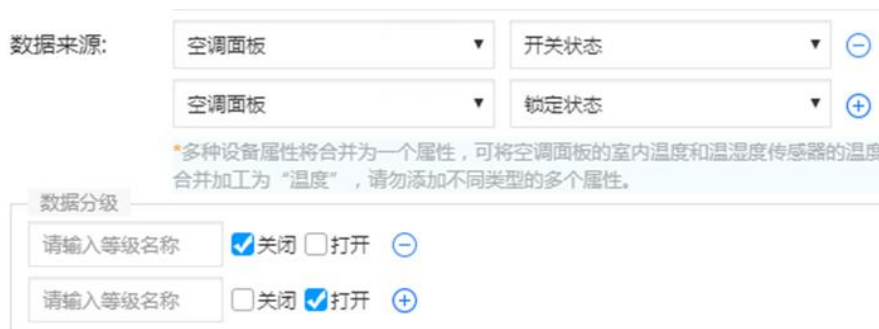 数据来源: 空调面板 开关状态
空调面板 锁定状态
*多种设备属性将合并为一个属性，可将空调面板的室内温度和温湿度传感器的温度
合并加工为“温度”，请勿添加不同类型的多个属性。
数据分级
请输入等级名称 关闭 打开
请输入等级名称 关闭 打开